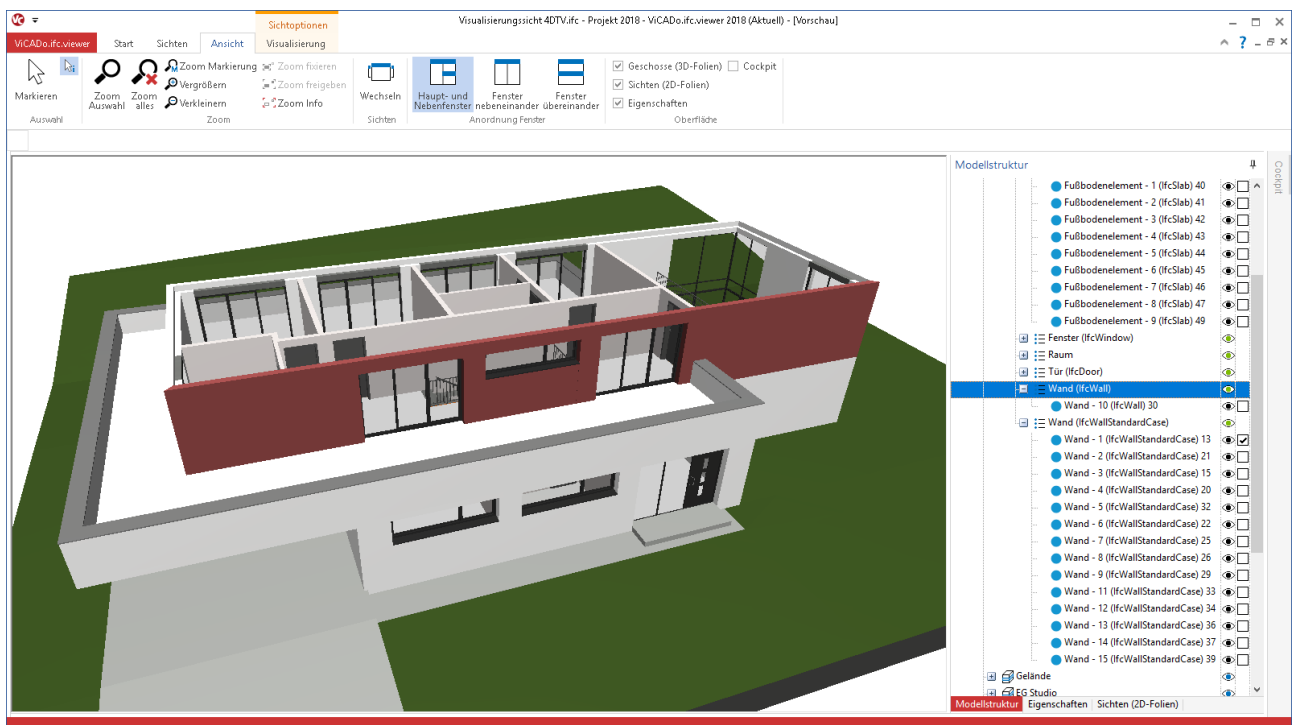 VC
Sichtoptionen
Visualisierungssicht 4DTV.ifc - Projekt 2018 - ViCADo.ifc.viewer 2018 (Aktuell) - [Vorschau]
ViCADo.ifc.viewer Start Sichten Ansicht Visualisierung
Markieren
Auswahl
Zoom Auswahl
Zoom alles
Zoom Markierung
Vergrößern
Verkleinern
Zoom fixieren
Zoom freigeben
Zoom Info
Zoom
Wechseln
Sichten
Haupt- und Nebenfenster
Fenster nebeneinander
Fenster übereinander
Anordnung Fenster
Geschosse (3D-Folien) Cockpit
Sichten (2D-Folien)
Eigenschaften
Oberfläche
Modellstruktur
Cockpit
Fußbodenelement - 1 (IfcSlab) 40
Fußbodenelement - 2 (IfcSlab) 41
Fußbodenelement - 3 (IfcSlab) 42
Fußbodenelement - 4 (IfcSlab) 43
Fußbodenelement - 5 (IfcSlab) 44
Fußbodenelement - 6 (IfcSlab) 45
Fußbodenelement - 7 (IfcSlab) 46
Fußbodenelement - 8 (IfcSlab) 47
Fußbodenelement - 9 (IfcSlab) 49
Fenster (IfcWindow)
Raum
Tür (IfcDoor)
Wand (IfcWall)
Wand - 10 (IfcWall) 30
Wand (IfcWallStandardCase)
Wand - 1 (IfcWallStandardCase) 13
Wand - 2 (IfcWallStandardCase) 21
Wand - 3 (IfcWallStandardCase) 15
Wand - 4 (IfcWallStandardCase) 20
Wand - 5 (IfcWallStandardCase) 32
Wand - 6 (IfcWallStandardCase) 22
Wand - 7 (IfcWallStandardCase) 25
Wand - 8 (IfcWallStandardCase) 26
Wand - 9 (IfcWallStandardCase) 29
Wand - 11 (IfcWallStandardCase) 33
Wand - 12 (IfcWallStandardCase) 34
Wand - 13 (IfcWallStandardCase) 36
Wand - 14 (IfcWallStandardCase) 37
Wand - 15 (IfcWallStandardCase) 39
Gelände
EG Studio
Modellstruktur Eigenschaften Sichten (2D-Folien)